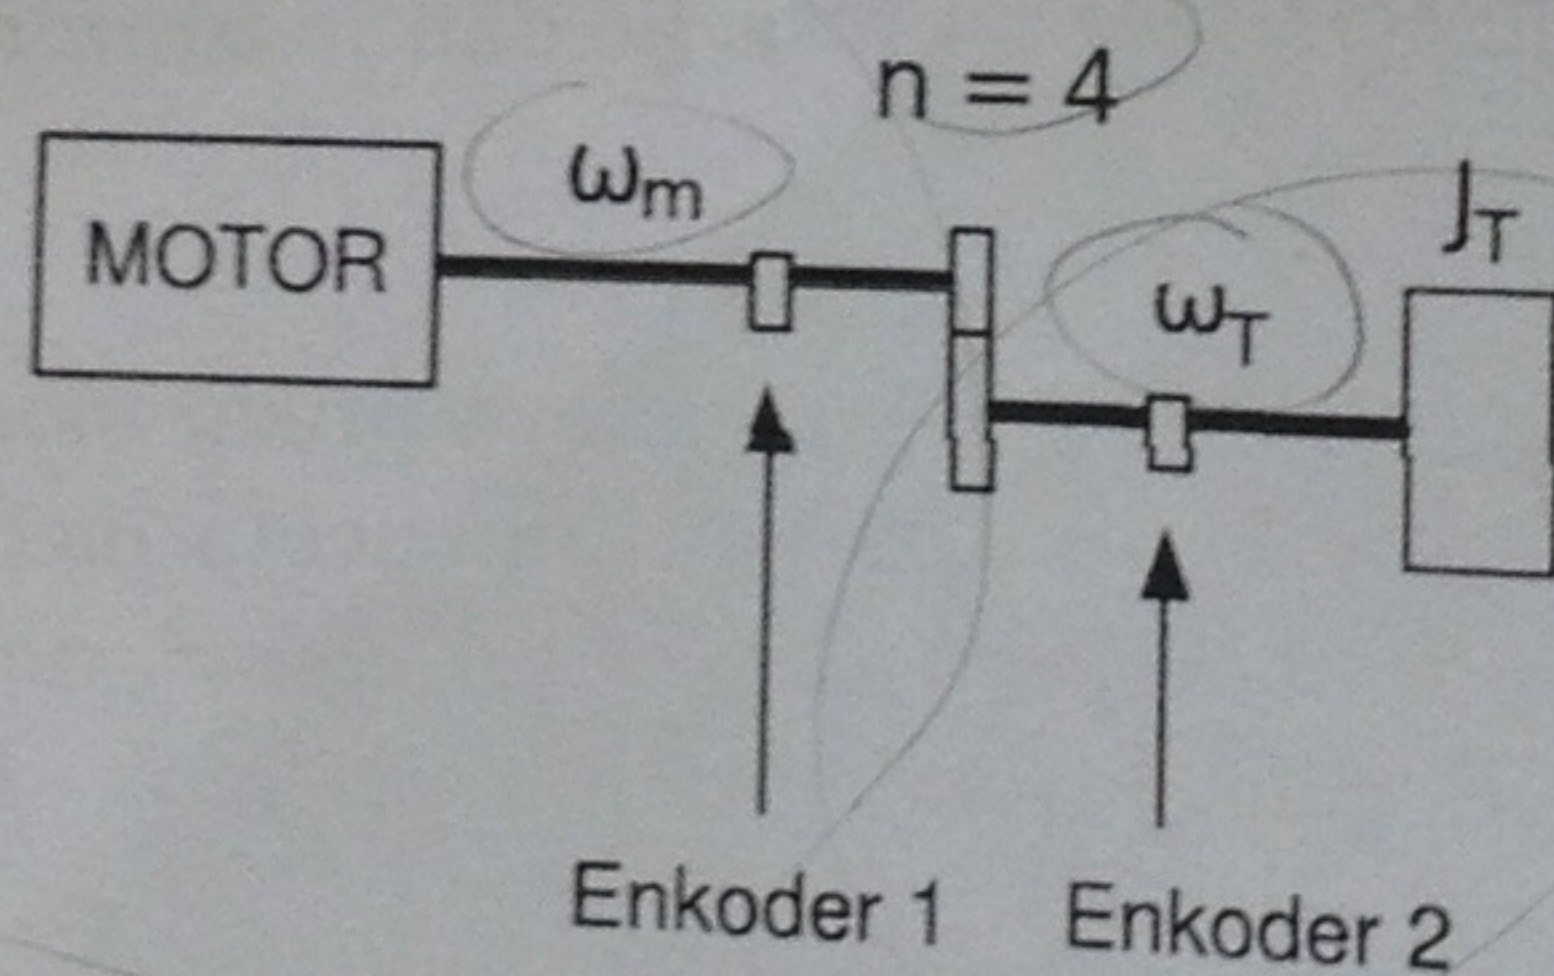 n = 4
ωm
MOTOR
JT
ωT
Enkoder 1
Enkoder 2